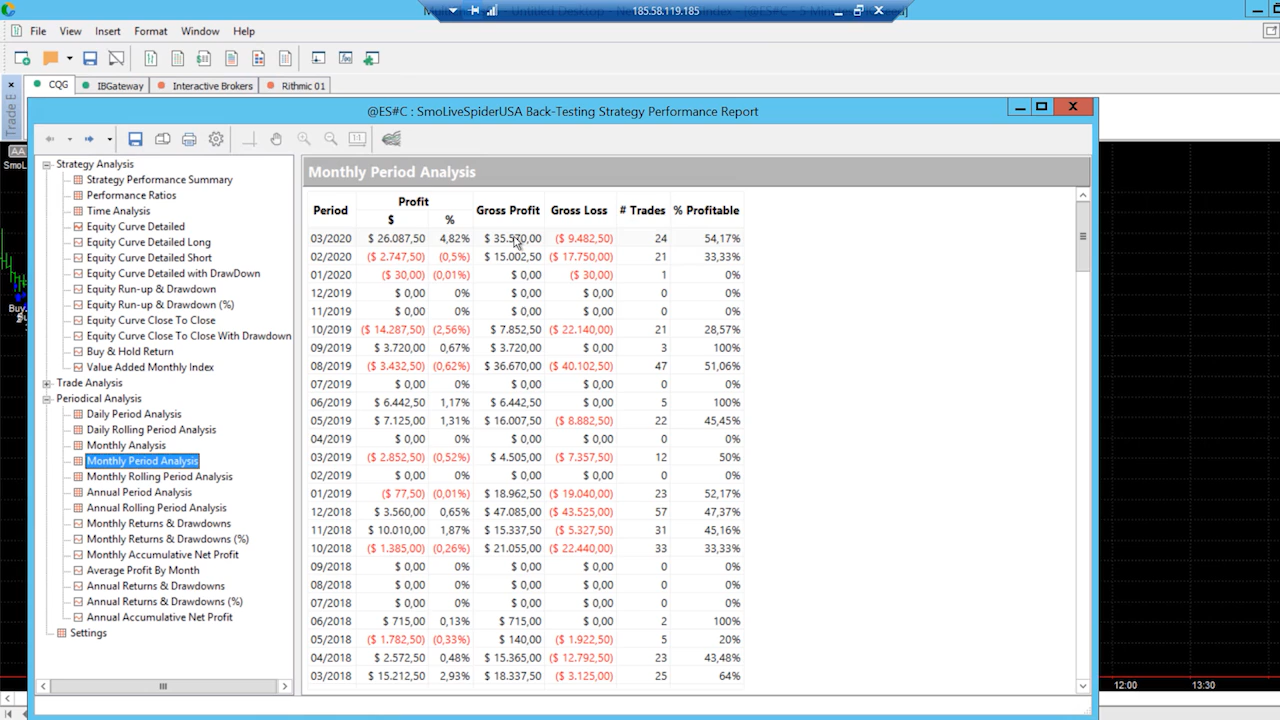 185.58.119.185
File View Insert Format Window Help
CQG IBGateway Interactive Brokers Rithmic 01
@ES#C : SmoLiveSpiderUSA Back-Testing Strategy Performance Report
Strategy Analysis
Strategy Performance Summary
Performance Ratios
Time Analysis
Equity Curve Detailed
Equity Curve Detailed Long
Equity Curve Detailed Short
Equity Curve Detailed with DrawDown
Equity Run-up & Drawdown
Equity Run-up & Drawdown (%)
Equity Curve Close To Close
Equity Curve Close To Close With Drawdown
Buy & Hold Return
Value Added Monthly Index
Trade Analysis
Periodical Analysis
Daily Period Analysis
Daily Rolling Period Analysis
Monthly Analysis
Monthly Period Analysis
Monthly Rolling Period Analysis
Annual Period Analysis
Annual Rolling Period Analysis
Monthly Returns & Drawdowns
Monthly Returns & Drawdowns (%)
Monthly Accumulative Net Profit
Average Profit By Month
Annual Returns & Drawdowns
Annual Returns & Drawdowns (%)
Annual Accumulative Net Profit
Settings
Monthly Period Analysis
Period Profit Gross Profit Gross Loss # Trades % Profitable
$ %
03/2020 $ 26.087,50 4,82% $ 35.570,00 ($ 9.482,50) 24 54,17%
02/2020 ($ 2.747,50) (0,5%) $ 15.002,50 ($ 17.750,00) 21 33,33%
01/2020 ($ 30,00) (0,01%) $ 0,00 ($ 30,00) 1 0%
12/2019 $ 0,00 0% $ 0,00 $ 0,00 0 0%
11/2019 $ 0,00 0% $ 0,00 $ 0,00 0 0%
10/2019 ($ 14.287,50) (2,56%) $ 7.852,50 ($ 22.140,00) 21 28,57%
09/2019 $ 3.720,00 0,67% $ 3.720,00 $ 0,00 3 100%
08/2019 ($ 3.432,50) (0,62%) $ 36.670,00 ($ 40.102,50) 47 51,06%
07/2019 $ 0,00 0% $ 0,00 $ 0,00 0 0%
06/2019 $ 6.442,50 1,17% $ 6.442,50 $ 0,00 5 100%
05/2019 $ 7.125,00 1,31% $ 16.007,50 ($ 8.882,50) 22 45,45%
04/2019 $ 0,00 0% $ 0,00 $ 0,00 0 0%
03/2019 ($ 2.852,50) (0,52%) $ 4.505,00 ($ 7.357,50) 12 50%
02/2019 $ 0,00 0% $ 0,00 $ 0,00 0 0%
01/2019 ($ 77,50) (0,01%) $ 18.962,50 ($ 19.040,00) 23 52,17%
12/2018 $ 3.560,00 0,65% $ 47.085,00 ($ 43.525,00) 57 47,37%
11/2018 $ 10.010,00 1,87% $ 15.337,50 ($ 5.327,50) 31 45,16%
10/2018 ($ 1.385,00) (0,26%) $ 21.055,00 ($ 22.440,00) 33 33,33%
09/2018 $ 0,00 0% $ 0,00 $ 0,00 0 0%
08/2018 $ 0,00 0% $ 0,00 $ 0,00 0 0%
07/2018 $ 0,00 0% $ 0,00 $ 0,00 0 0%
06/2018 $ 715,00 0,13% $ 715,00 $ 0,00 2 100%
05/2018 ($ 1.782,50) (0,33%) $ 140,00 ($ 1.922,50) 5 20%
04/2018 $ 2.572,50 0,48% $ 15.365,00 ($ 12.792,50) 23 43,48%
03/2018 $ 15.212,50 2,93% $ 18.337,50 ($ 3.125,00) 25 64%
12:00 13:30